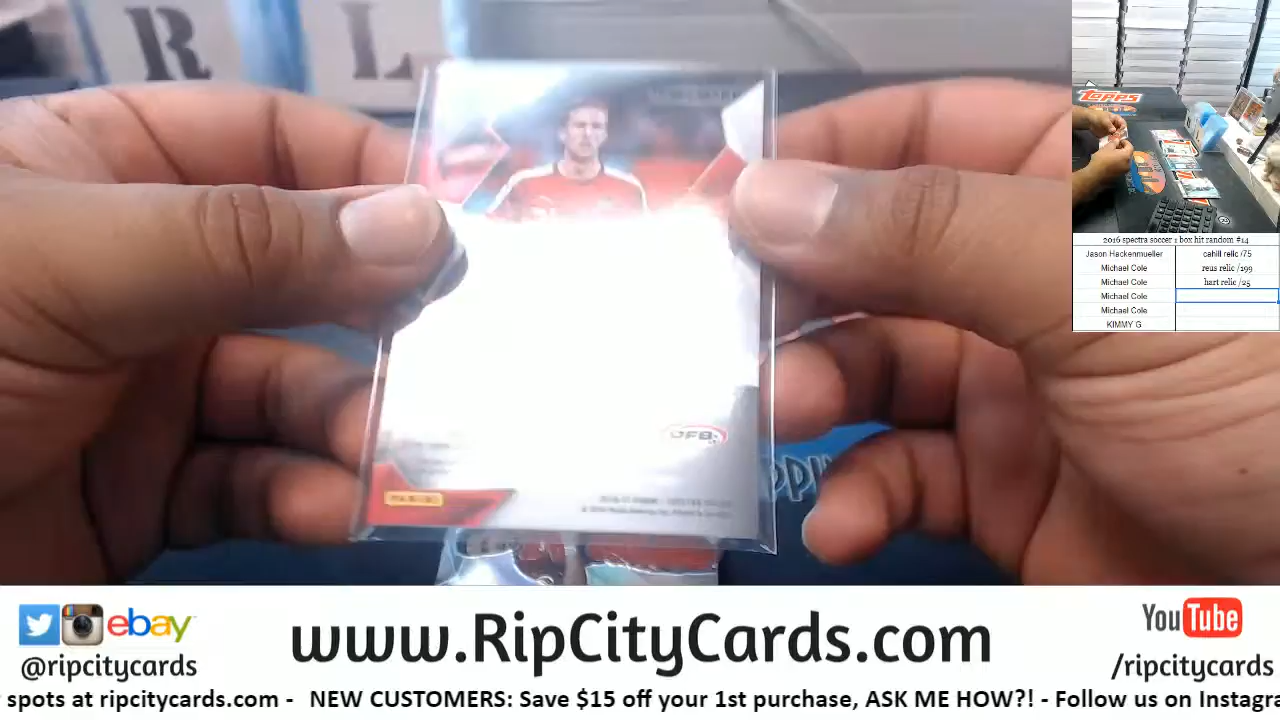 R L
TOPPS
2016 spectra soccer 1 box hit random #14
Jason Hackenmueller cahill relic /75
Michael Cole reus relic /199
Michael Cole hart relic /25
Michael Cole
Michael Cole
KIMMY G
PANINI
ebay
www.RipCityCards.com
YouTube
@ripcitycards
/ripcitycards
spots at ripcitycards.com - NEW CUSTOMERS: Save $15 off your 1st purchase, ASK ME HOW?! - Follow us on Instagra